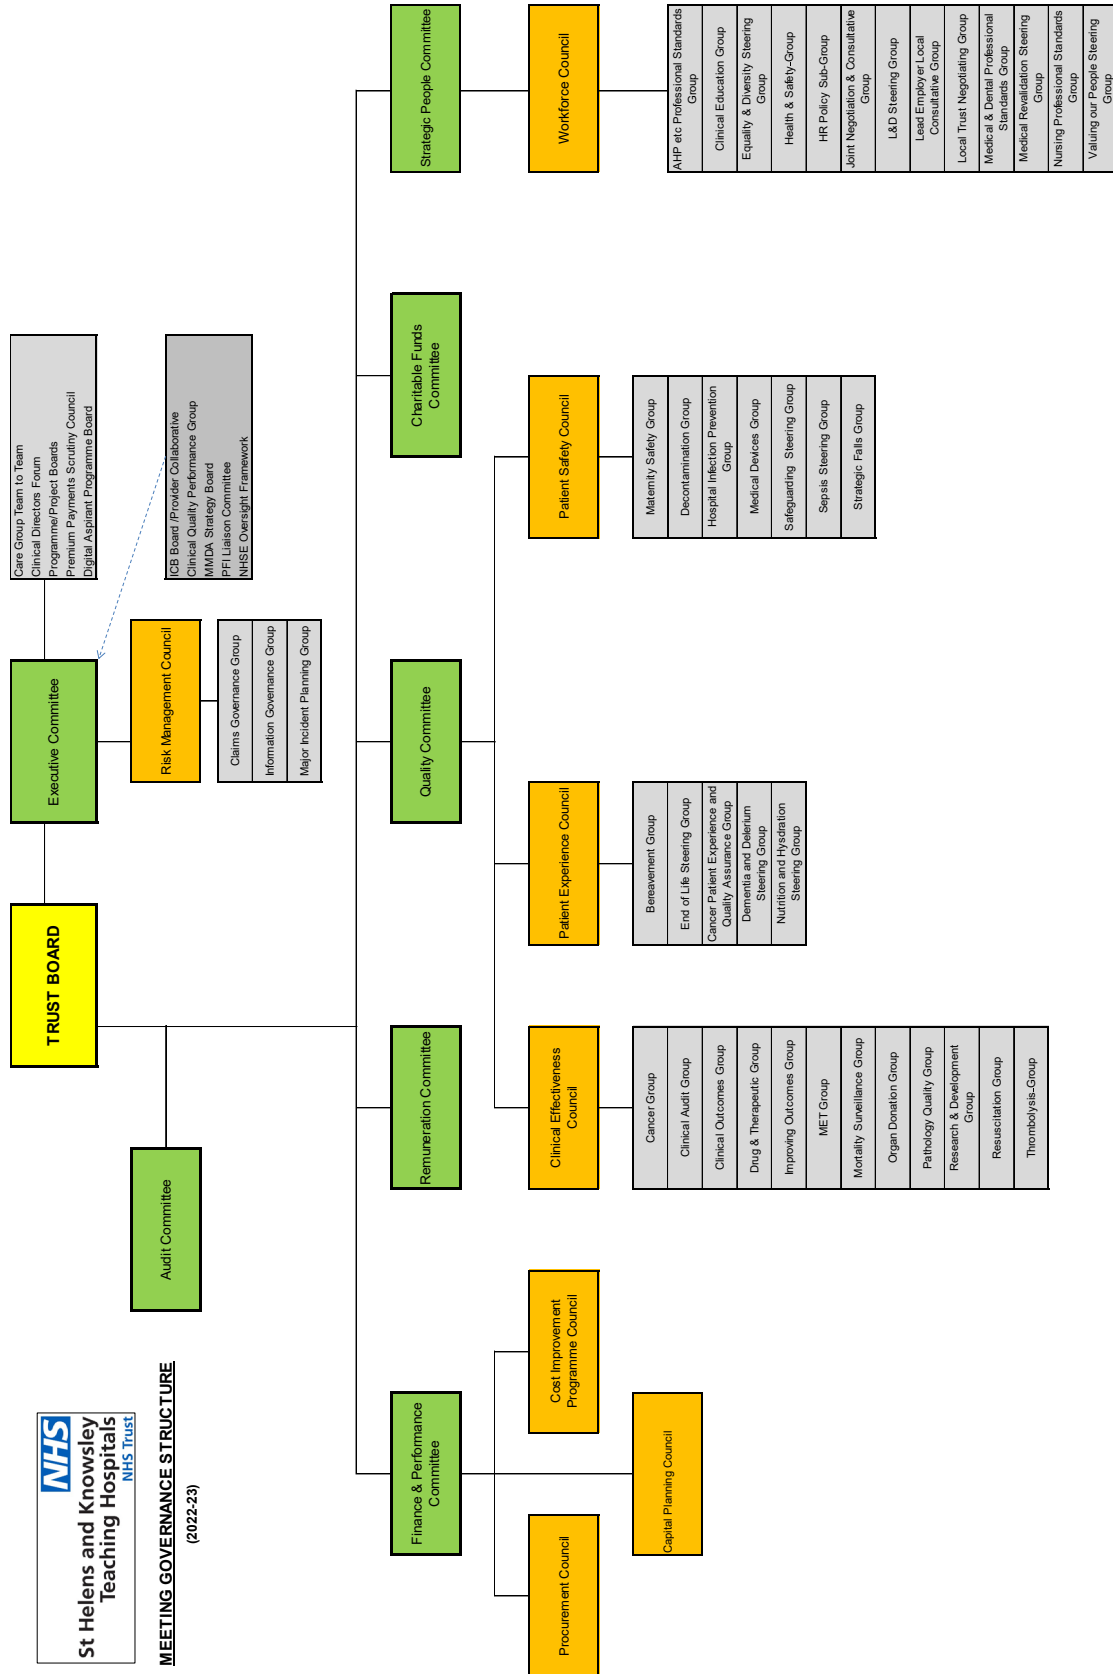 NHS
St Helens and Knowsley
Teaching Hospitals
NHS Trust
MEETING GOVERNANCE STRUCTURE
(2022-23)
TRUST BOARD
Executive Committee
Care Group Team to Team
Clinical Directors Forum
Programme/Project Boards
Premium Payments Scrutiny Council
Digital Aspirant Programme Board
Audit Committee
Risk Management Council
ICB Board /Provider Collaborative
Clinical Quality Performance Group
MMDA Strategy Board
PFI Liaison Committee
NHSE Oversight Framework
Claims Governance Group
Information Governance Group
Major Incident Planning Group
Finance & Performance
Committee
Remuneration Committee
Quality Committee
Charitable Funds
Committee
Strategic People Committee
Procurement Council
Cost Improvement
Programme Council
Capital Planning Council
Clinical Effectiveness
Council
Patient Experience Council
Patient Safety Council
Workforce Council
Cancer Group
Clinical Audit Group
Clinical Outcomes Group
Drug & Therapeutic Group
Improving Outcomes Group
MET Group
Mortality Surveillance Group
Organ Donation Group
Pathology Quality Group
Research & Development
Group
Resuscitation Group
Thrombolysis-Group
Bereavement Group
End of Life Steering Group
Cancer Patient Experience and
Quality Assurance Group
Dementia and Delerium
Steering Group
Nutrition and Hysdration
Steering Group
Maternity Safety Group
Decontamination Group
Hospital Infection Prevention
Group
Medical Devices Group
Safeguarding Steering Group
Sepsis Steering Group
Strategic Falls Group
AHP etc Professional Standards
Group
Clinical Education Group
Equality & Diversity Steering
Group
Health & Safety-Group
HR Policy Sub-Group
Joint Negotiation & Consultative
Group
L&D Steering Group
Lead Employer Local
Consultative Group
Local Trust Negotiating Group
Medical & Dental Professional
Standards Group
Medical Revalidation Steering
Group
Nursing Professional Standards
Group
Valuing our People Steering
Group